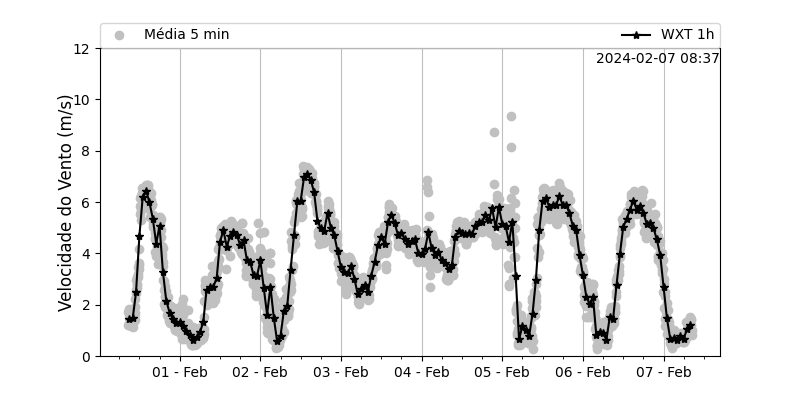 Média 5 min
WXT 1h
2024-02-07 08:37
Velocidade do Vento (m/s)
12
10
8
6
4
2
0
01 - Feb
02 - Feb
03 - Feb
04 - Feb
05 - Feb
06 - Feb
07 - Feb